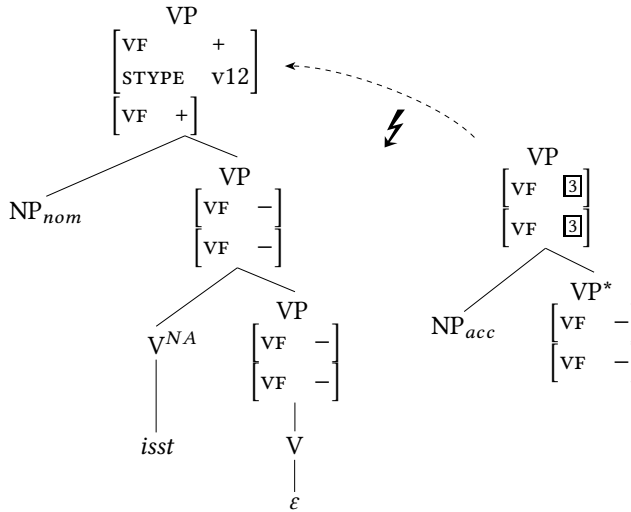 VP
[VF +
STYPE v12]
[VF +]
VP
NP_nom
VP
[VF 3]
[VF −]
[VF 3]
[VF −]
VP*
VP
NP_acc
[VF −
V^NA
[VF −]
[VF −
[VF −]
isst
V
ε